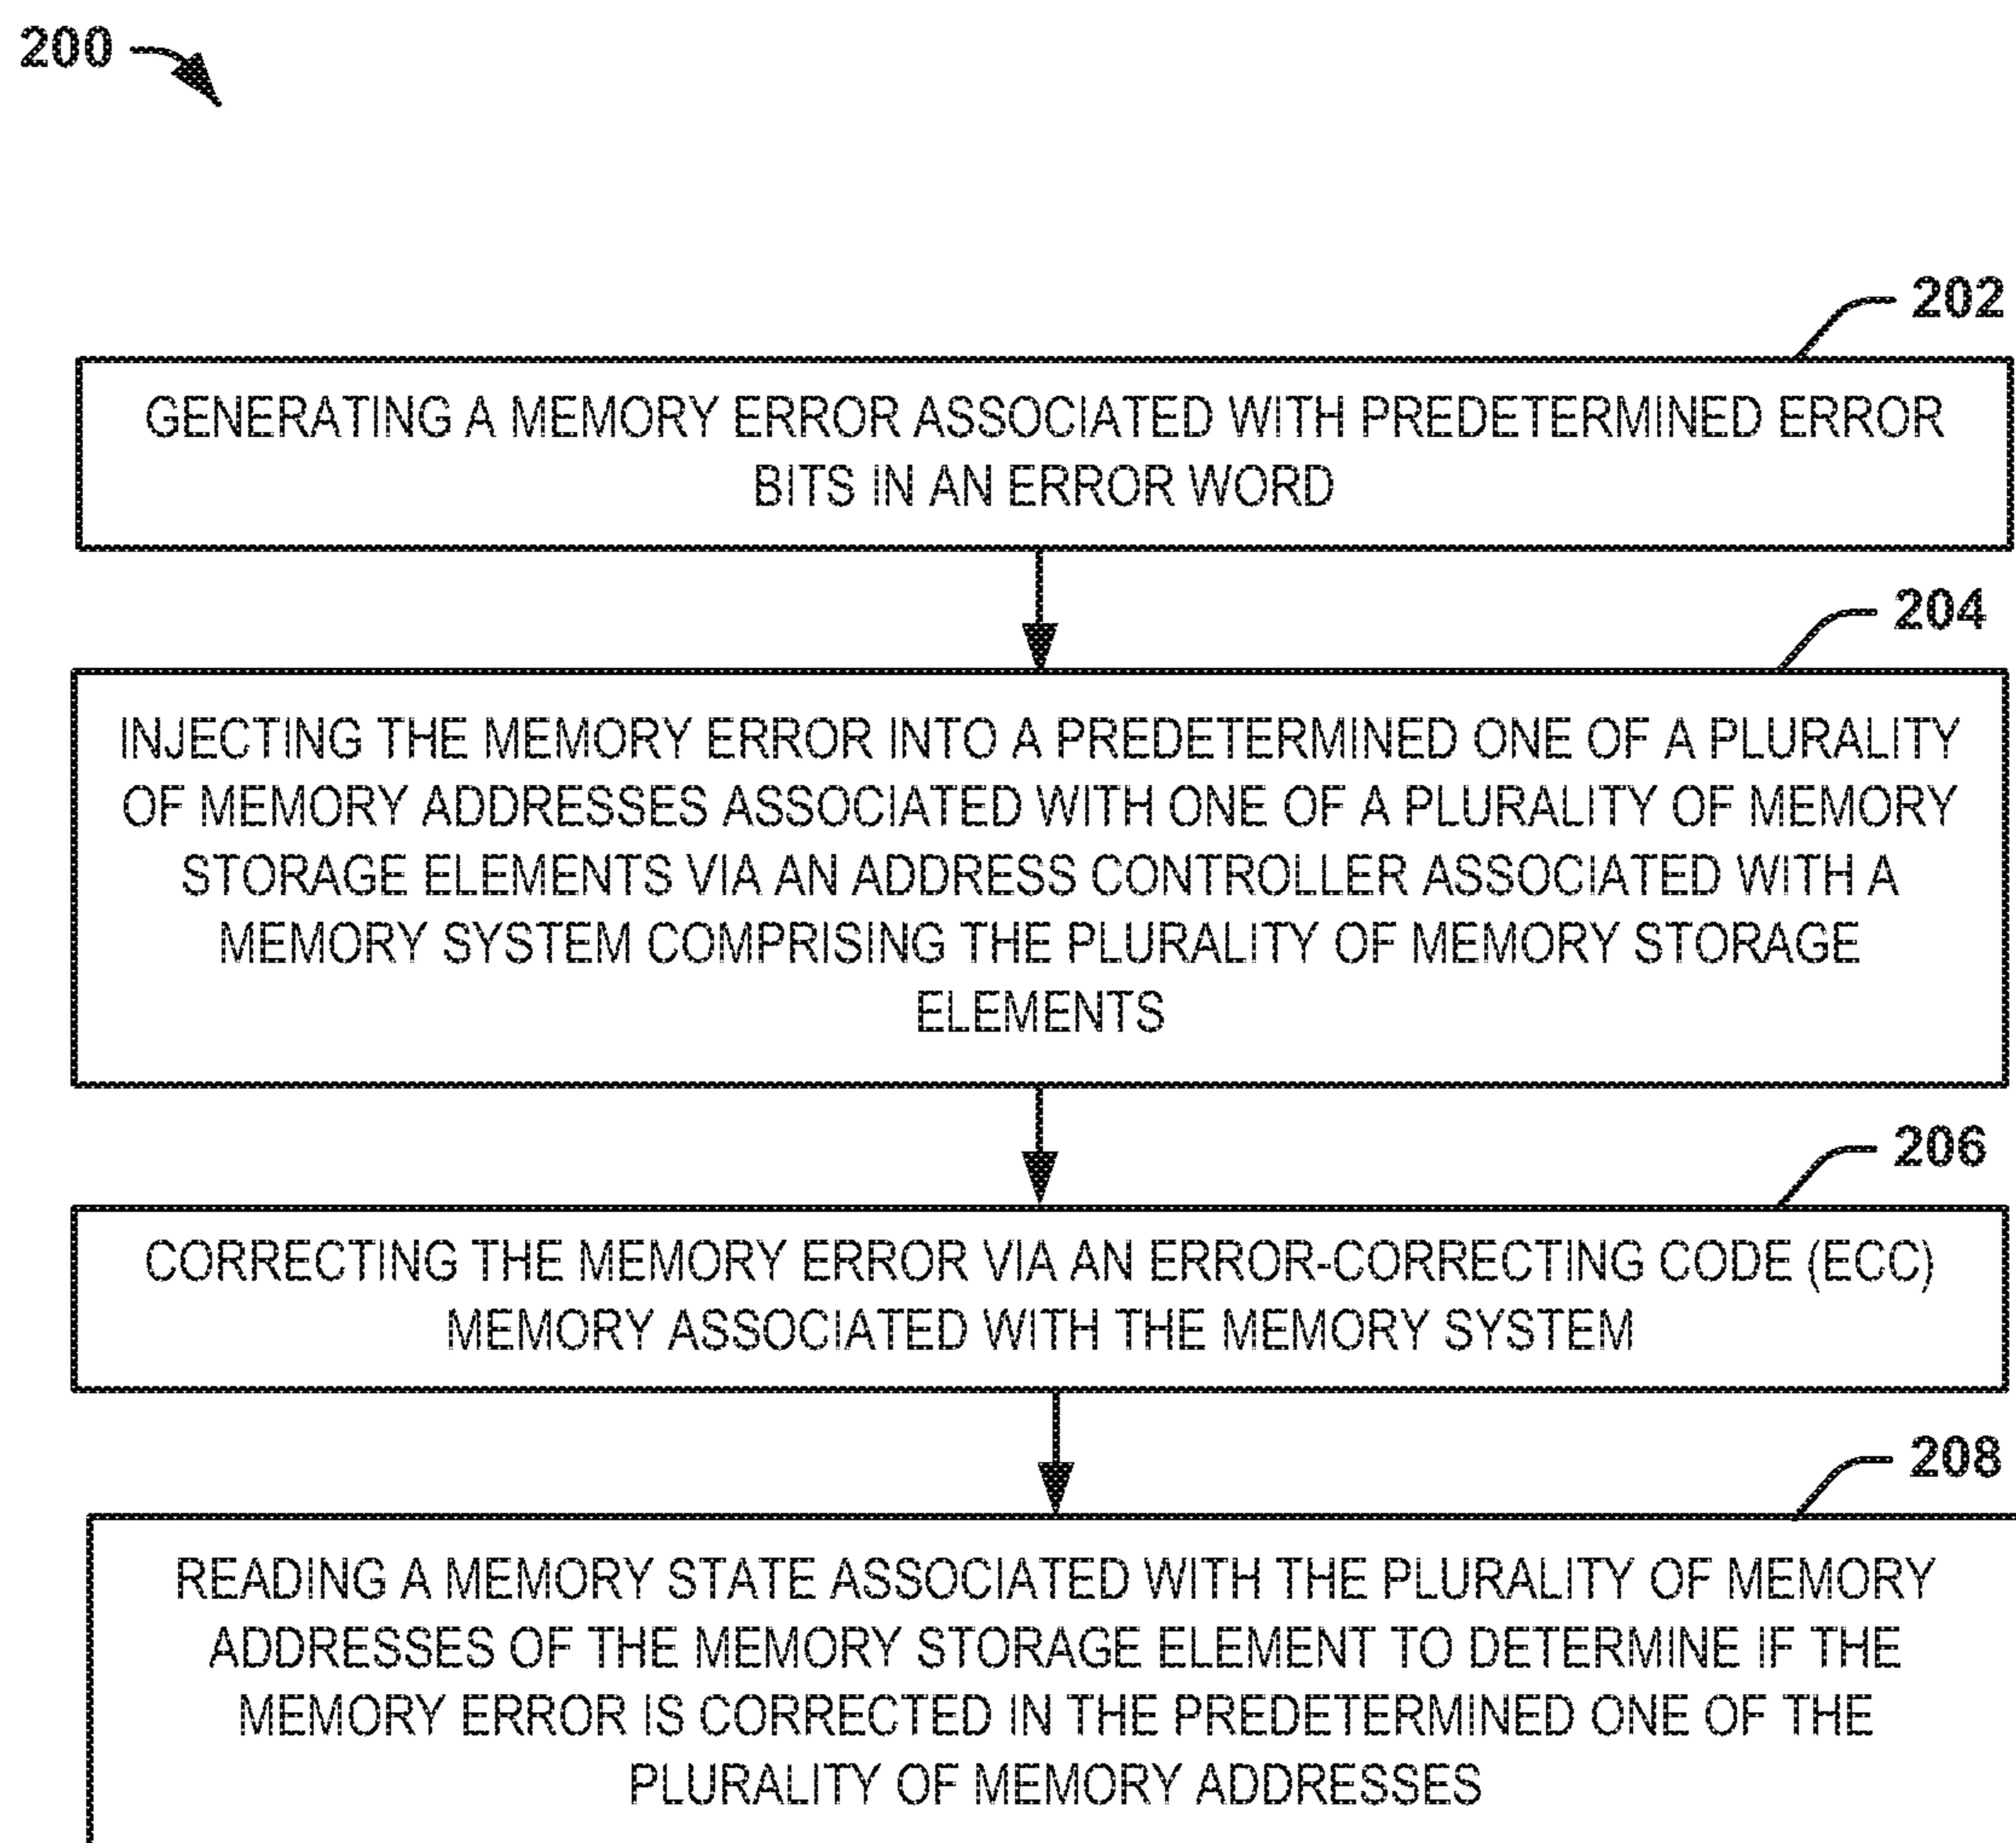 200
202
GENERATING A MEMORY ERROR ASSOCIATED WITH PREDETERMINED ERROR
BITS IN AN ERROR WORD
204
INJECTING THE MEMORY ERROR INTO A PREDETERMINED ONE OF A PLURALITY
OF MEMORY ADDRESSES ASSOCIATED WITH ONE OF A PLURALITY OF MEMORY
STORAGE ELEMENTS VIA AN ADDRESS CONTROLLER ASSOCIATED WITH A
MEMORY SYSTEM COMPRISING THE PLURALITY OF MEMORY STORAGE
ELEMENTS
206
CORRECTING THE MEMORY ERROR VIA AN ERROR-CORRECTING CODE (ECC)
MEMORY ASSOCIATED WITH THE MEMORY SYSTEM
208
READING A MEMORY STATE ASSOCIATED WITH THE PLURALITY OF MEMORY
ADDRESSES OF THE MEMORY STORAGE ELEMENT TO DETERMINE IF THE
MEMORY ERROR IS CORRECTED IN THE PREDETERMINED ONE OF THE
PLURALITY OF MEMORY ADDRESSES